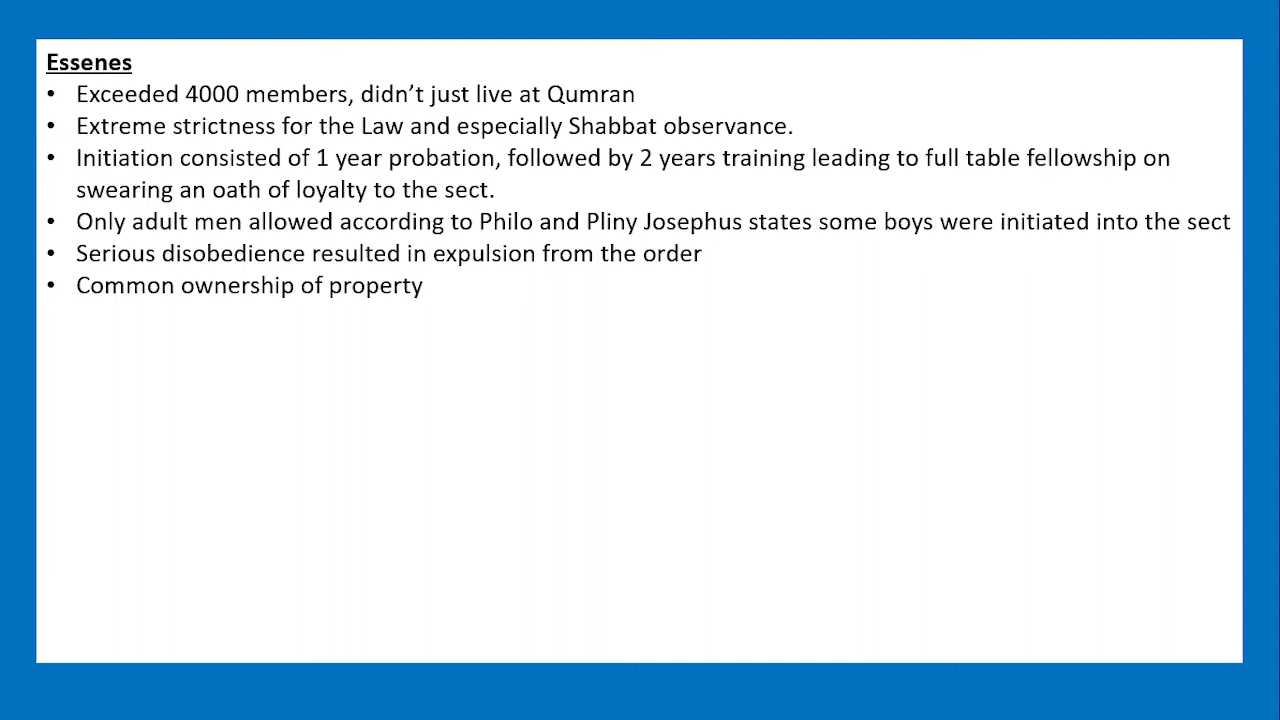 Essenes
• Exceeded 4000 members, didn’t just live at Qumran
• Extreme strictness for the Law and especially Shabbat observance.
• Initiation consisted of 1 year probation, followed by 2 years training leading to full table fellowship on
swearing an oath of loyalty to the sect.
• Only adult men allowed according to Philo and Pliny Josephus states some boys were initiated into the sect
• Serious disobedience resulted in expulsion from the order
• Common ownership of property